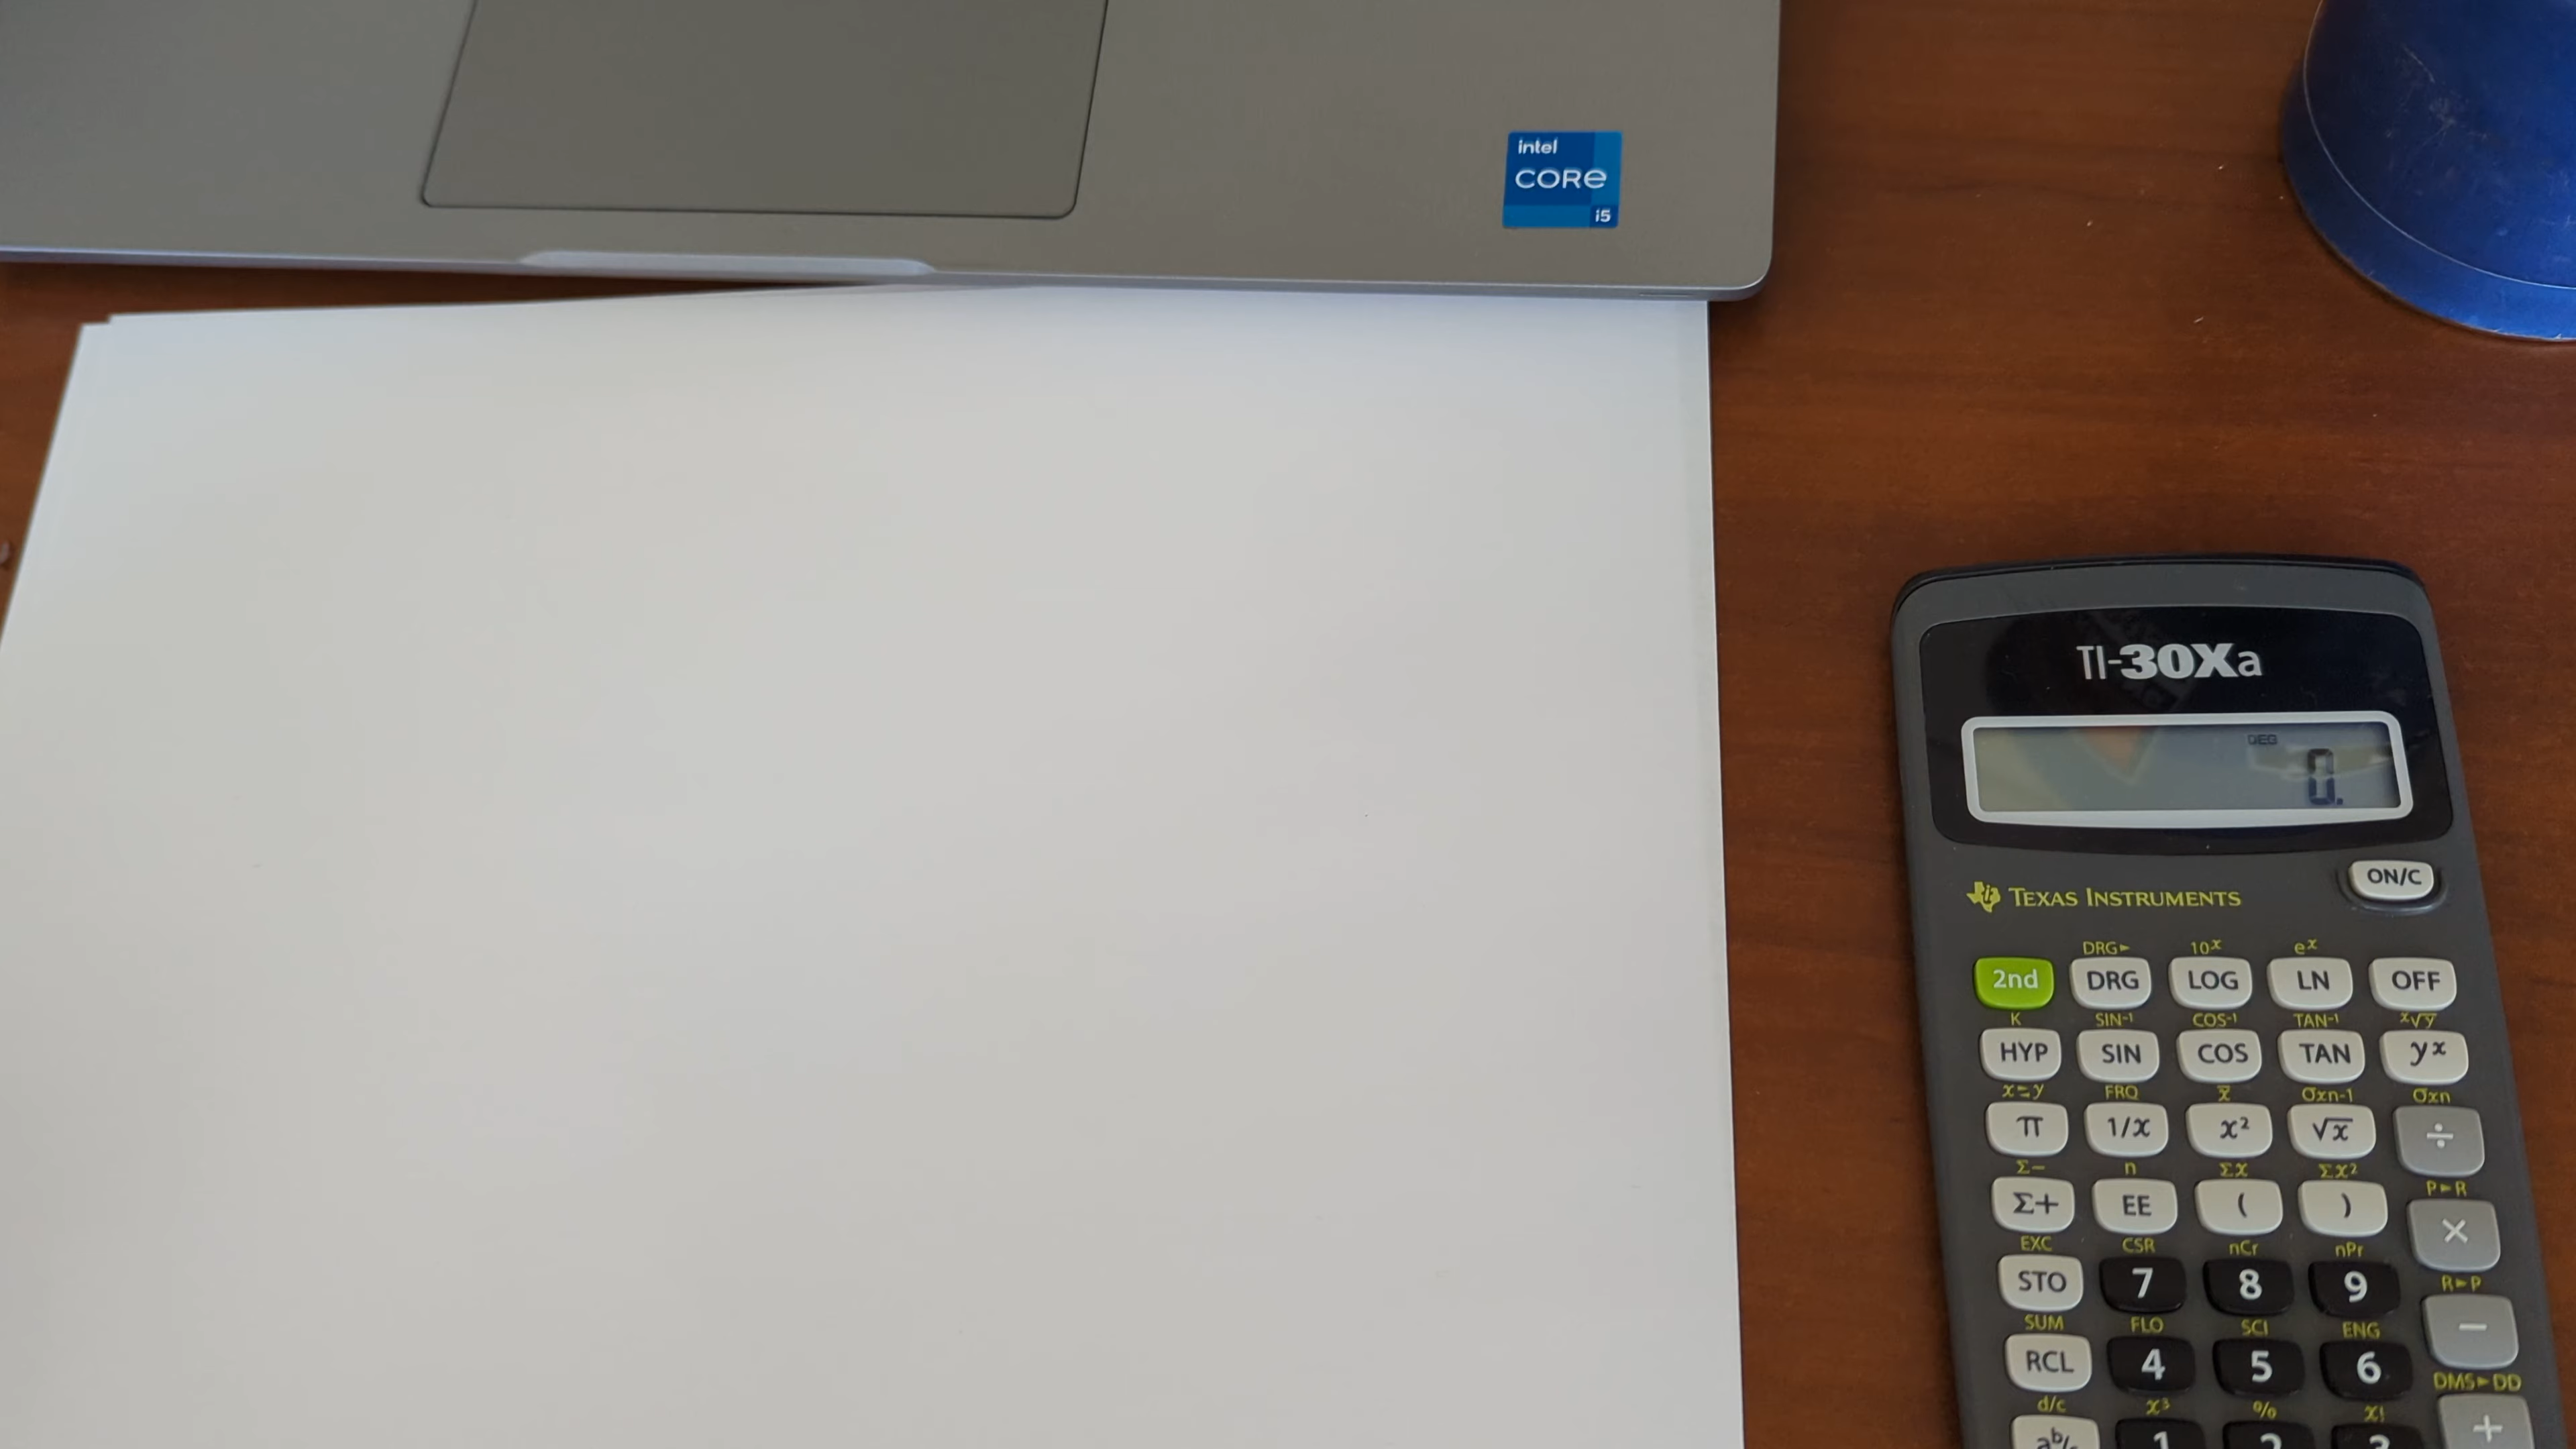 intel
CORE
i5
TI-30Xa
DEG
0.
TEXAS INSTRUMENTS
ON/C
DRG► 10ˣ eˣ
2nd DRG LOG LN OFF
K SIN⁻¹ COS⁻¹ TAN⁻¹ ˣ√y
HYP SIN COS TAN yˣ
x⇆y FRQ x̅ σxn-1 σxn
π 1/x x² √x ÷
Σ− n Σx Σx² P►R
Σ+ EE ( ) ×
EXC CSR nCr nPr R►P
STO 7 8 9 −
SUM FLO SCI ENG DMS►DD
RCL 4 5 6 +
d/c x³ % x!
1 2 3